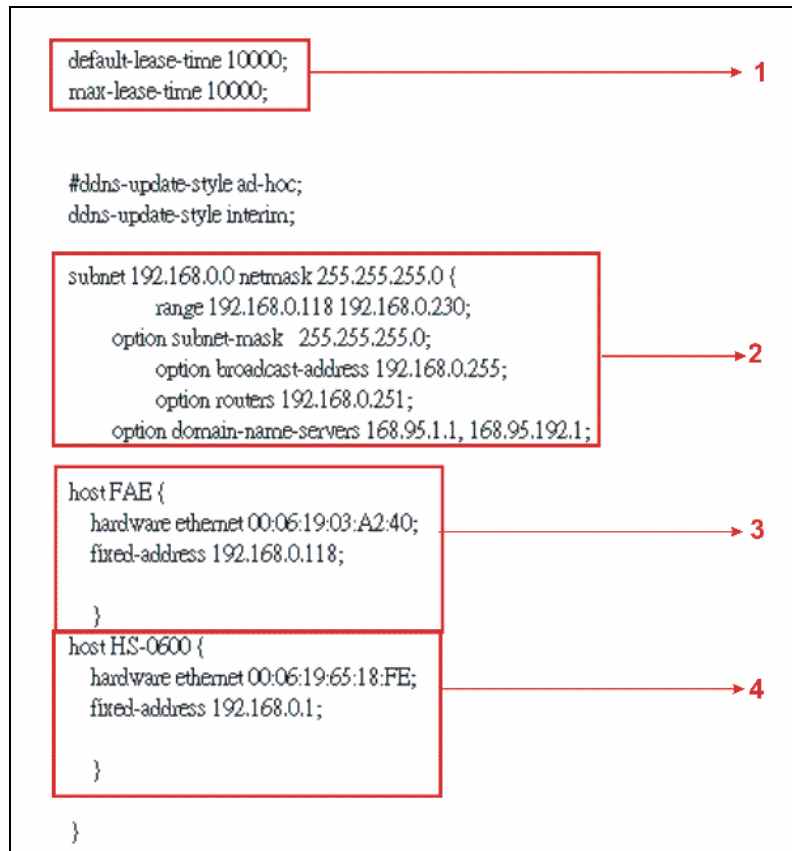 default-lease-time 10000;
max-lease-time 10000;
1
#ddns-update-style ad-hoc;
ddns-update-style interim;
subnet 192.168.0.0 netmask 255.255.255.0 {
range 192.168.0.118 192.168.0.230;
option subnet-mask 255.255.255.0;
option broadcast-address 192.168.0.255;
2
option routers 192.168.0.251;
option domain-name-servers 168.95.1.1, 168.95.192.1;
host FAE {
hardware ethernet 00:06:19:03:A2:40;
3
fixed-address 192.168.0.118;
}
host HS-0600 {
hardware ethernet 00:06:19:65:18:FE;
4
fixed-address 192.168.0.1;
}
}